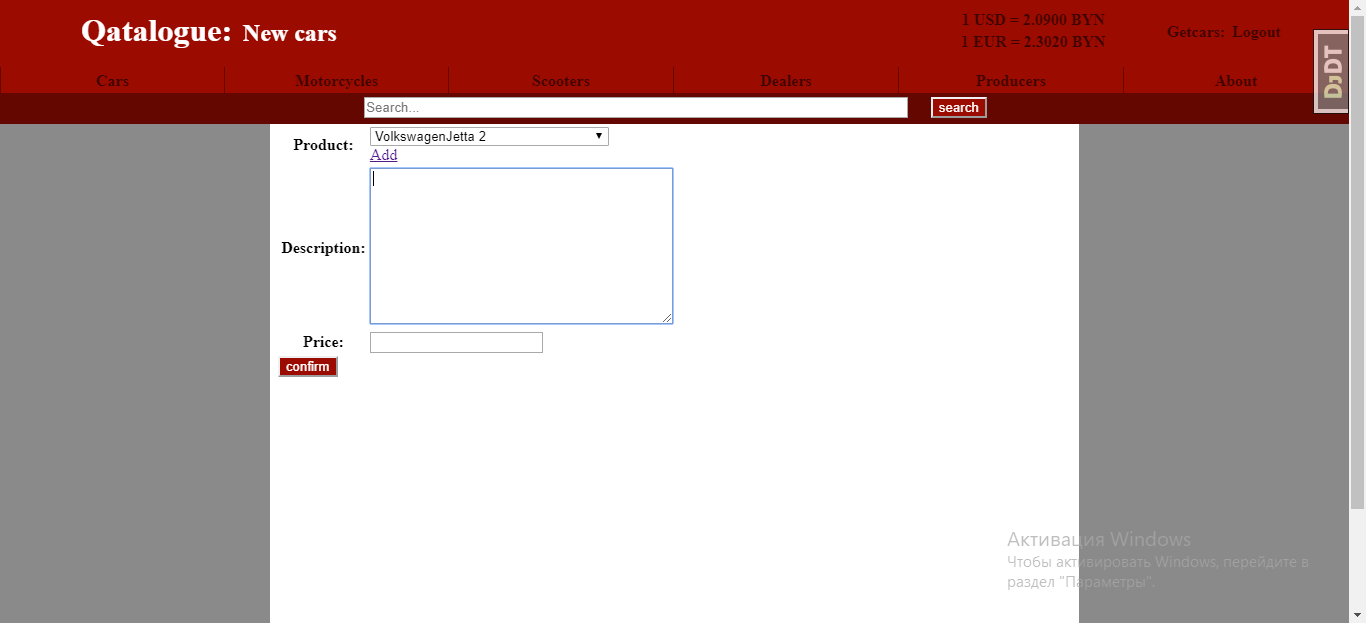 Qatalogue: New cars
1 USD = 2.0900 BYN
1 EUR = 2.3020 BYN
Getcars: Logout
DJDT
Cars Motorcycles Scooters Dealers Producers About
Search... search
Product: VolkswagenJetta 2
Add
Description:
Price:
confirm
Активация Windows
Чтобы активировать Windows, перейдите в
раздел "Параметры".